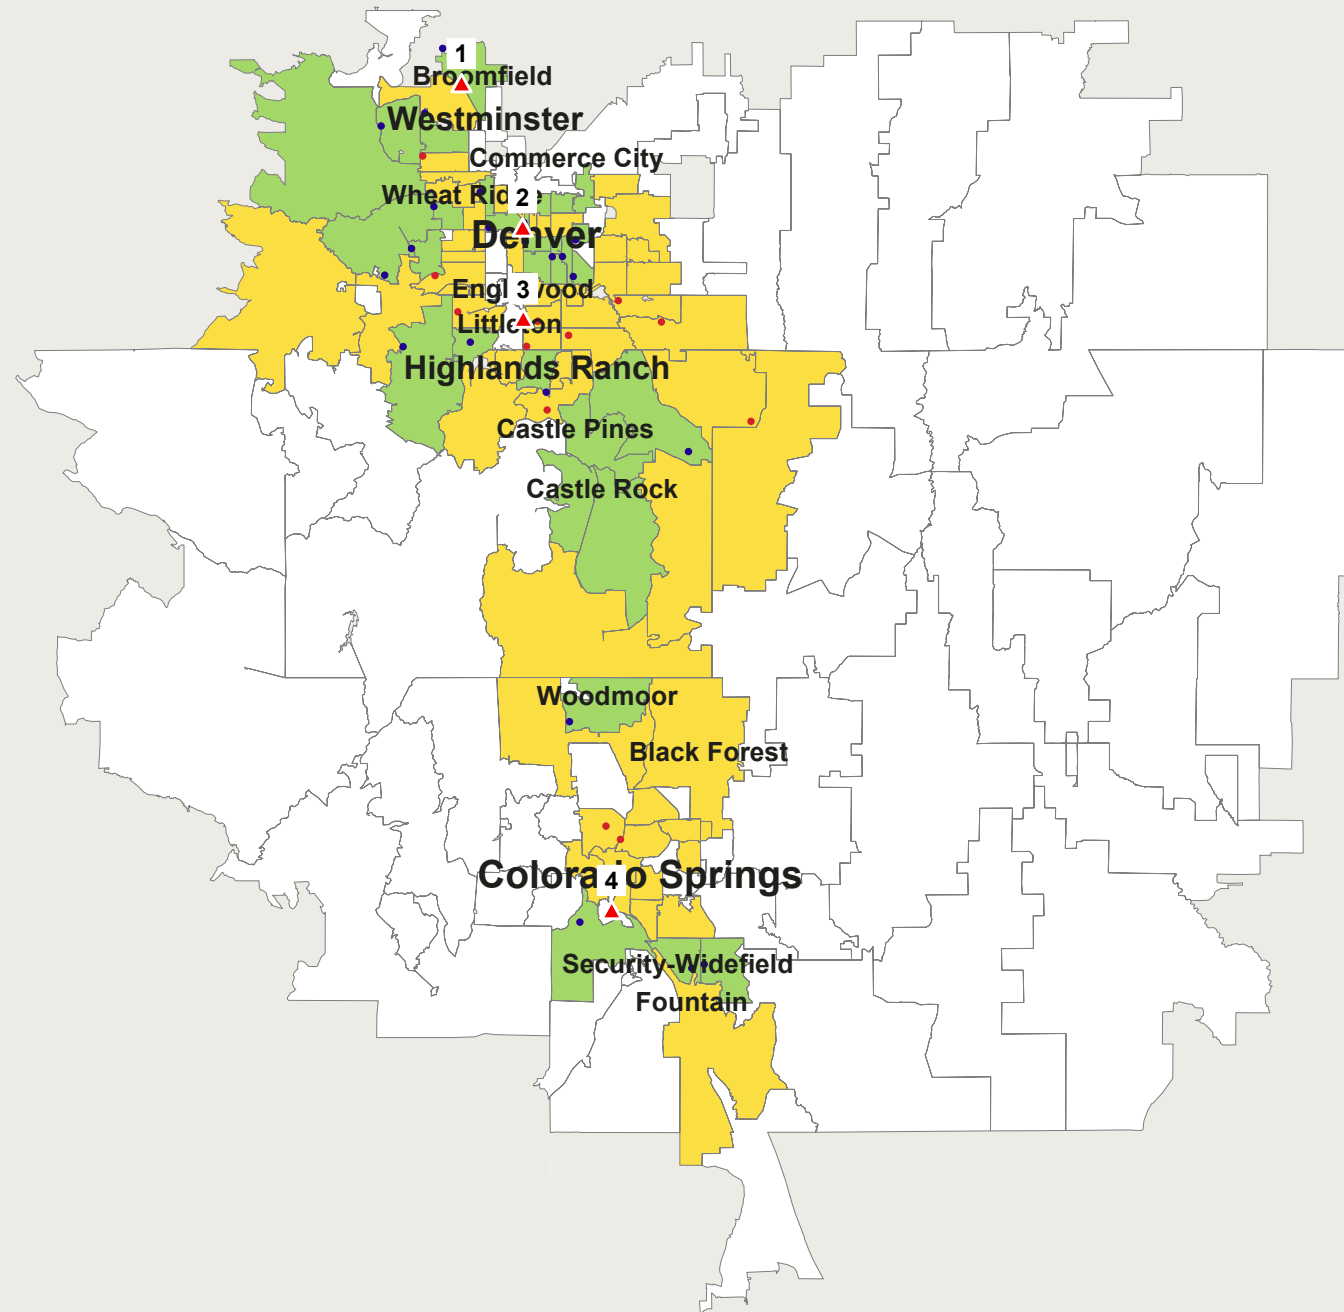 1
Broomfield
Westminster
Commerce City
Wheat Ridge
2
Denver
Englewood
3
Littleton
Highlands Ranch
Castle Pines
Castle Rock
Woodmoor
Black Forest
Colorado Springs
4
Security-Widefield
Fountain